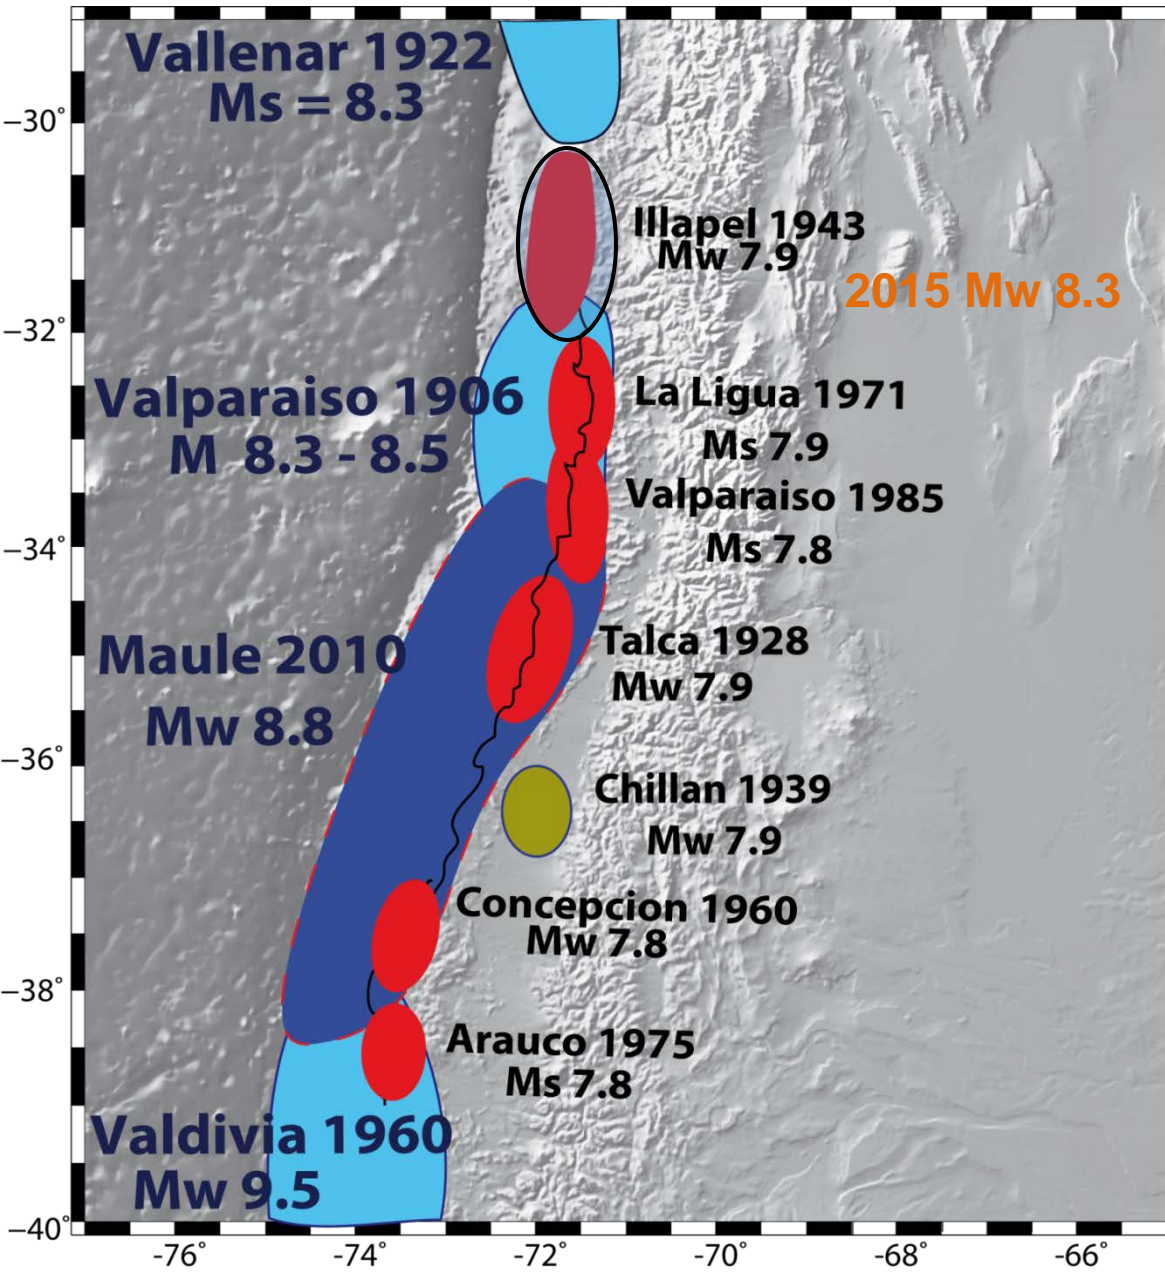 Vallenar 1922
Ms = 8.3
−30°
Illapel 1943
Mw 7.9
2015 Mw 8.3
−32°
Valparaiso 1906
M 8.3 - 8.5
La Ligua 1971
Ms 7.9
Valparaiso 1985
Ms 7.8
−34°
Maule 2010
Mw 8.8
Talca 1928
Mw 7.9
−36°
Chillan 1939
Mw 7.9
Concepcion 1960
Mw 7.8
−38°
Arauco 1975
Ms 7.8
Valdivia 1960
Mw 9.5
−40°
-76° -74° -72° -70° -68° -66°